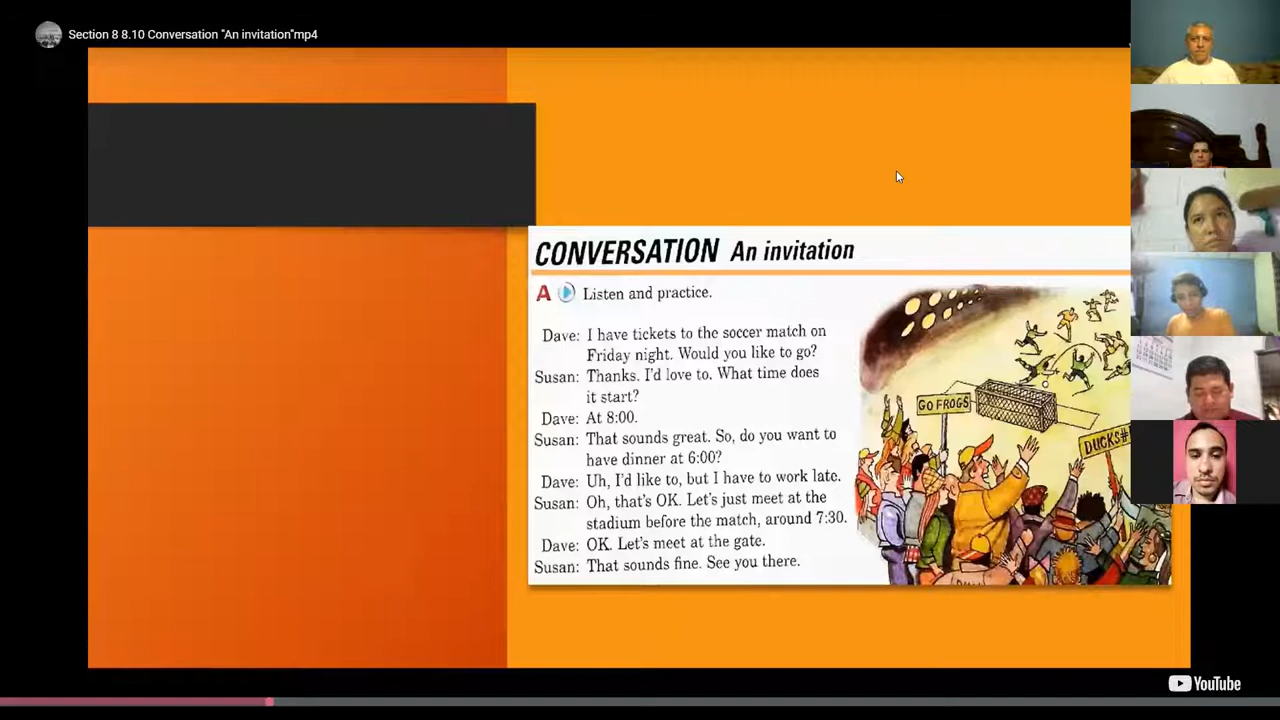 Section 8 8.10 Conversation "An invitation"mp4
CONVERSATION An invitation
A Listen and practice.
Dave: I have tickets to the soccer match on
Friday night. Would you like to go?
Susan: Thanks. I'd love to. What time does
it start?
Dave: At 8:00.
Susan: That sounds great. So, do you want to
have dinner at 6:00?
Dave: Uh, I'd like to, but I have to work late.
Susan: Oh, that's OK. Let's just meet at the
stadium before the match, around 7:30.
Dave: OK. Let's meet at the gate.
Susan: That sounds fine. See you there.
GO FROGS
DUCKS#
YouTube